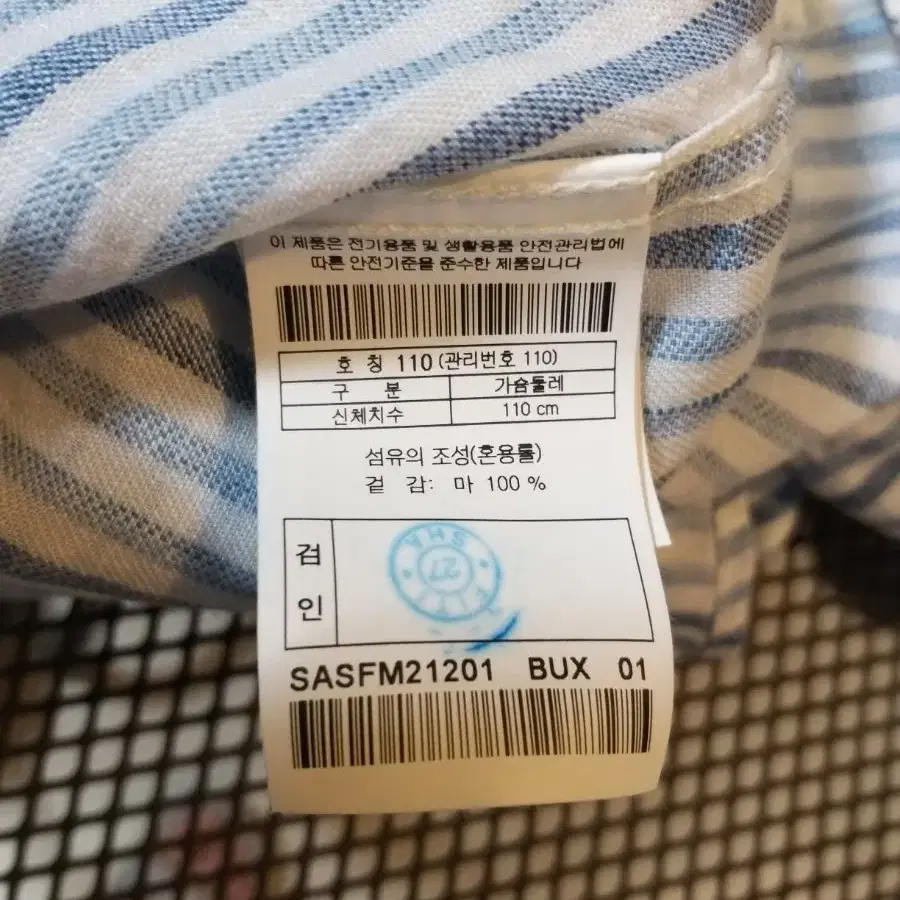 이 제품은 전기용품 및 생활용품 안전관리법에
따른 안전기준을 준수한 제품입니다
호 칭 110 (관리번호 110)
구 분 가슴둘레
신체치수 110 cm
섬유의 조성(혼용률)
겉 감: 마 100 %
검
인
SHK
27
FITI
SASFM21201 BUX 01